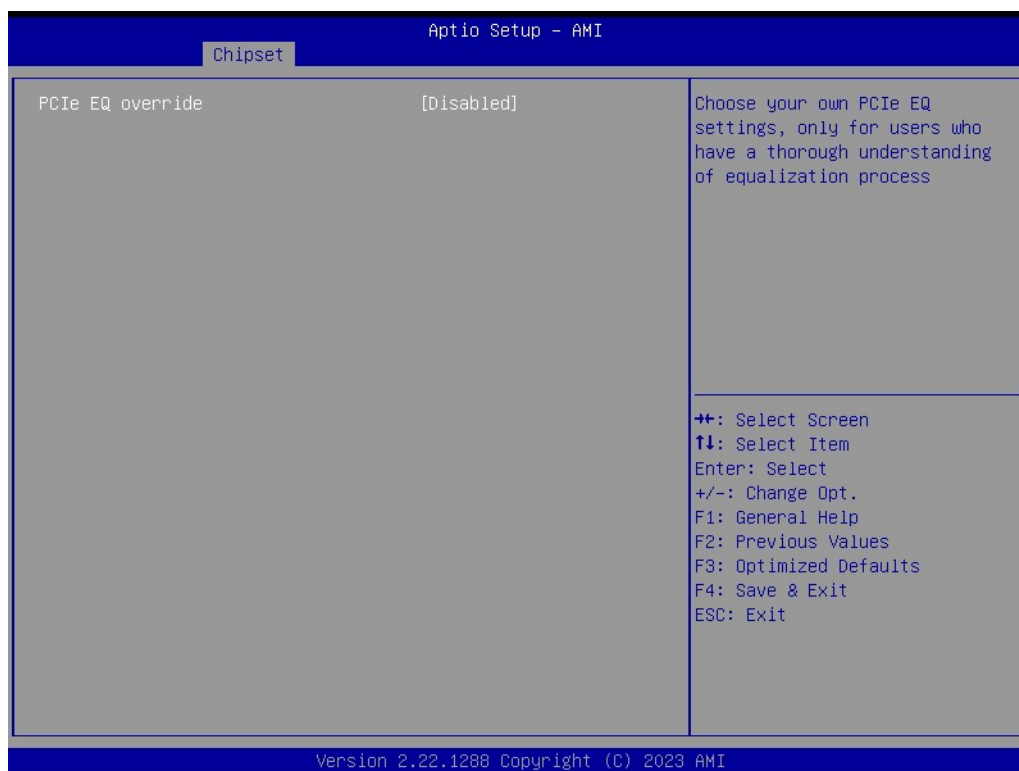 Aptio Setup – AMI
Chipset
PCIe EQ override [Disabled]
Choose your own PCIe EQ
settings, only for users who
have a thorough understanding
of equalization process
→←: Select Screen
↑↓: Select Item
Enter: Select
+/-: Change Opt.
F1: General Help
F2: Previous Values
F3: Optimized Defaults
F4: Save & Exit
ESC: Exit
Version 2.22.1288 Copyright (C) 2023 AMI